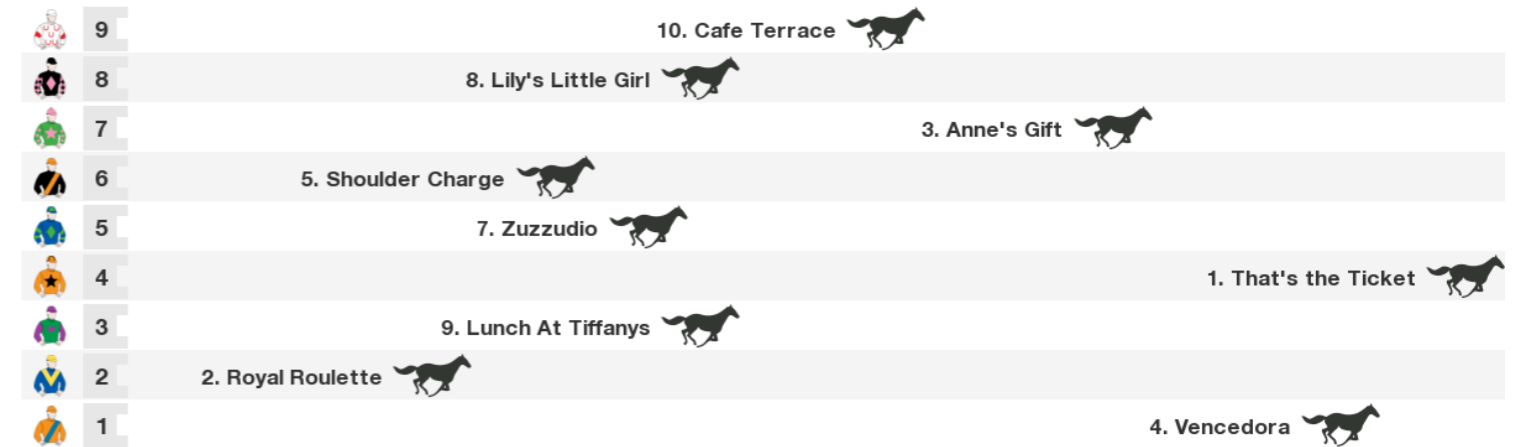 9 10. Cafe Terrace
8 8. Lily's Little Girl
7 3. Anne's Gift
6 5. Shoulder Charge
5 7. Zuzzudio
4 1. That's the Ticket
3 9. Lunch At Tiffanys
2 2. Royal Roulette
1 4. Vencedora